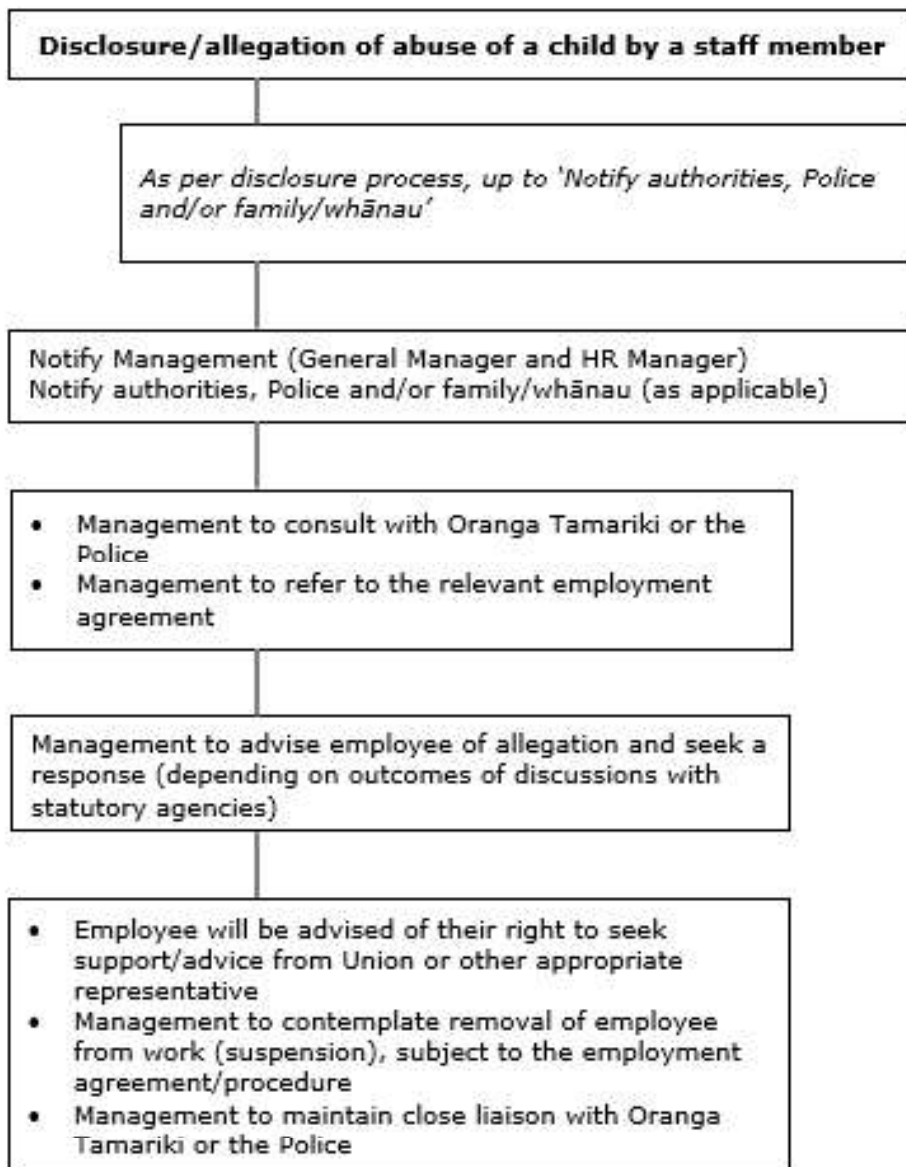 Disclosure/allegation of abuse of a child by a staff member
As per disclosure process, up to ‘Notify authorities, Police
and/or family/whānau’
Notify Management (General Manager and HR Manager)
Notify authorities, Police and/or family/whānau (as applicable)
• Management to consult with Oranga Tamariki or the
Police
• Management to refer to the relevant employment
agreement
Management to advise employee of allegation and seek a
response (depending on outcomes of discussions with
statutory agencies)
• Employee will be advised of their right to seek
support/advice from Union or other appropriate
representative
• Management to contemplate removal of employee
from work (suspension), subject to the employment
agreement/procedure
• Management to maintain close liaison with Oranga
Tamariki or the Police